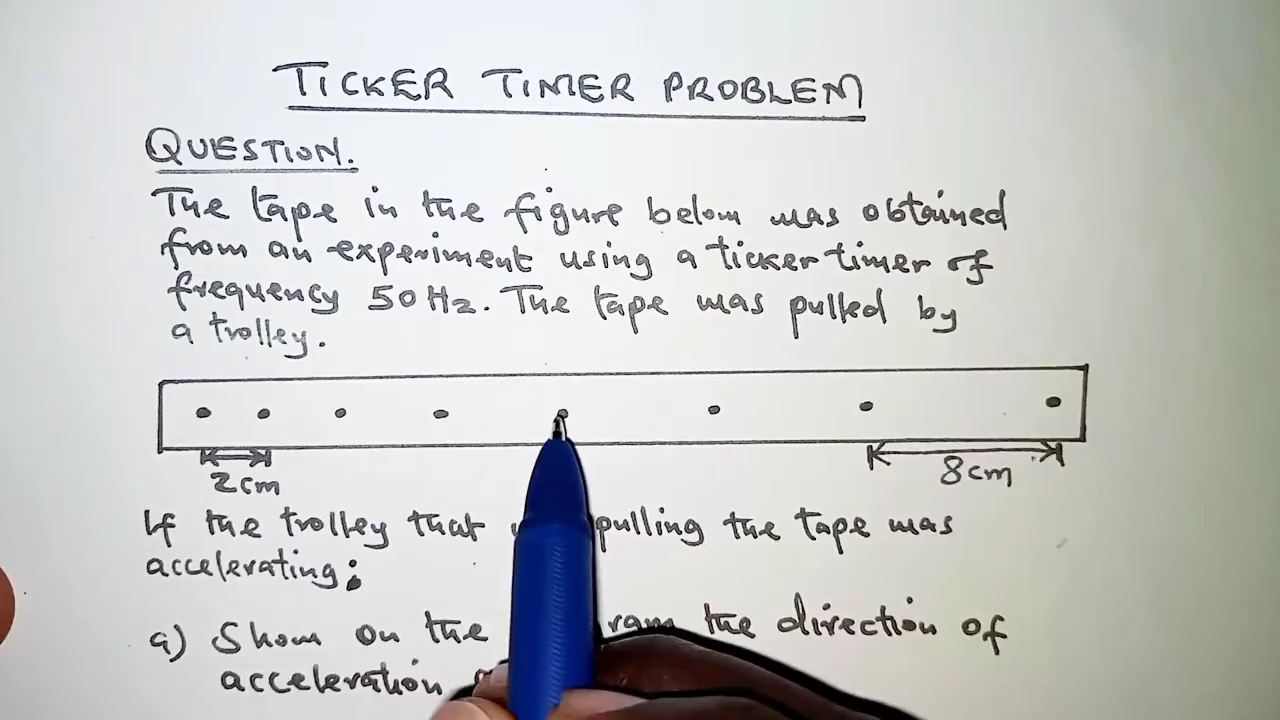 TICKER TIMER PROBLEM
QUESTION.
The tape in the figure below was obtained
from an experiment using a ticker timer of
frequency 50Hz. The tape was pulled by
a trolley.
2cm
8cm
If the trolley that pulling the tape was
accelerating;
a) Show on the the direction of
acceleration